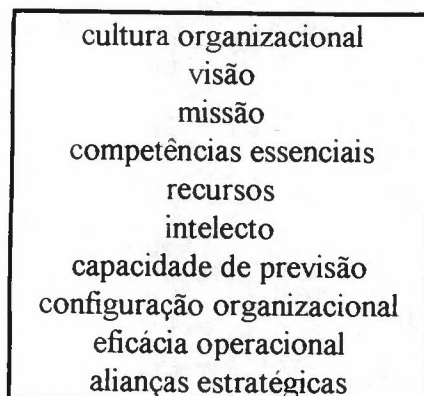 cultura organizacional
visão
missão
competências essenciais
recursos
intelecto
capacidade de previsão
configuração organizacional
eficácia operacional
alianças estratégicas